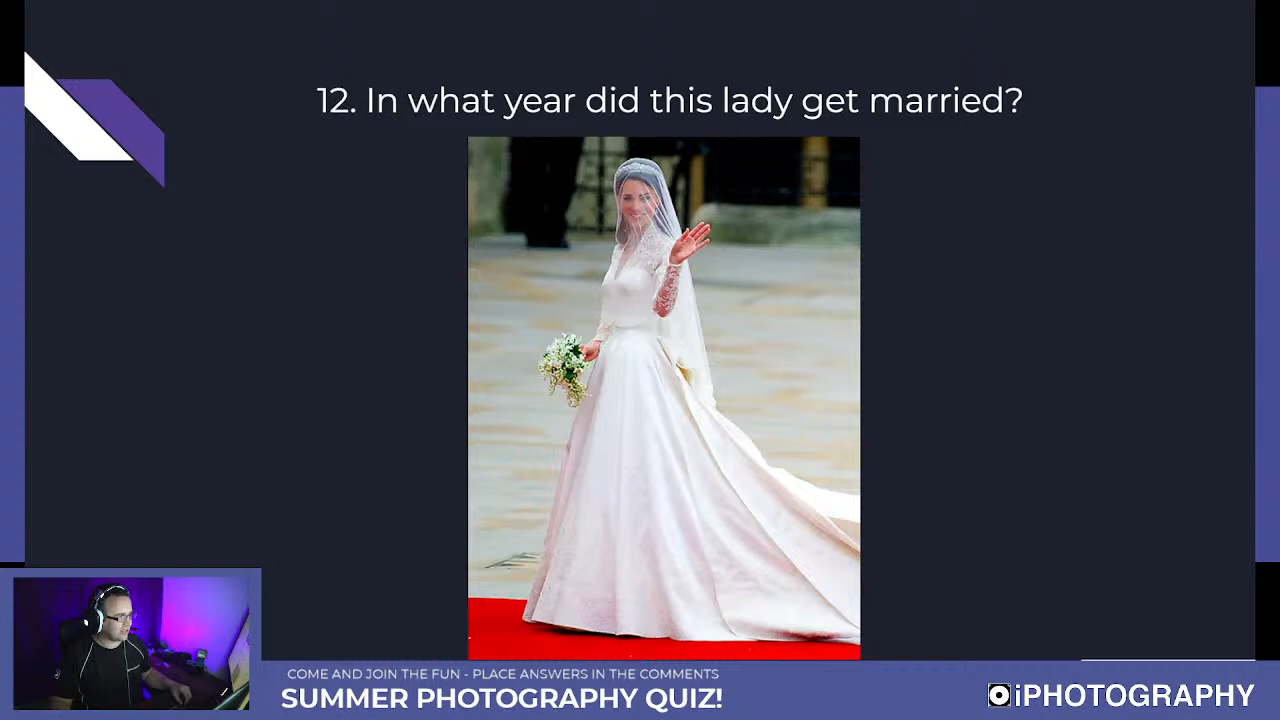 12. In what year did this lady get married?
COME AND JOIN THE FUN - PLACE ANSWERS IN THE COMMENTS
SUMMER PHOTOGRAPHY QUIZ!
iPHOTOGRAPHY